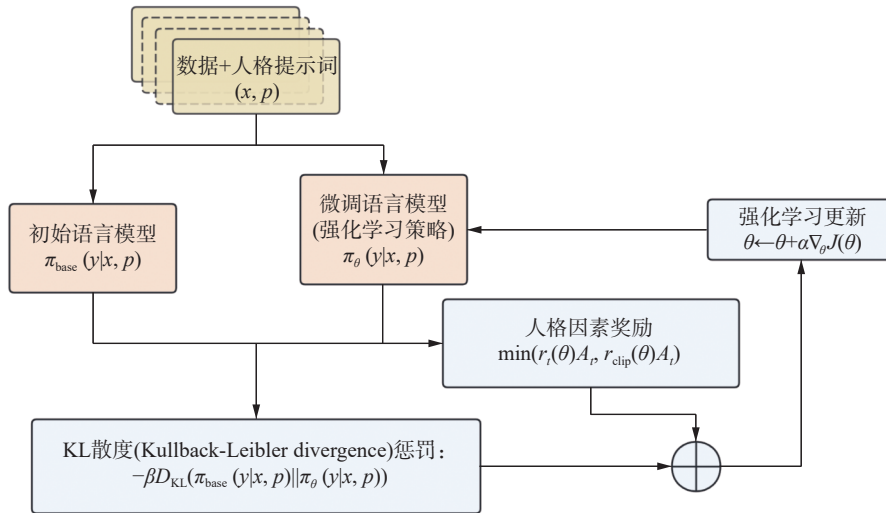 数据+人格提示词
(x, p)
初始语言模型
π_base (y|x, p)
微调语言模型
(强化学习策略)
π_θ (y|x, p)
强化学习更新
θ←θ+α∇_θJ(θ)
人格因素奖励
min(r_t(θ)A_t, r_clip(θ)A_t)
KL散度(Kullback-Leibler divergence)惩罚：
−βD_KL(π_base (y|x, p)||π_θ (y|x, p))